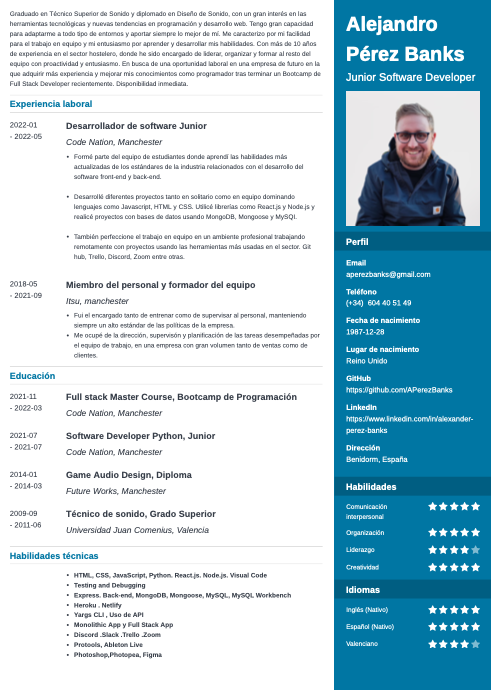 Graduado en Técnico Superior de Sonido y diplomado en Diseño de Sonido, con un gran interés en las
herramientas tecnológicas y nuevas tendencias en programación y desarrollo web. Tengo gran capacidad
para adaptarme a todo tipo de entornos y aportar siempre lo mejor de mí. Me caracterizo por mi facilidad
para el trabajo en equipo y mi entusiasmo por aprender y desarrollar mis habilidades. Con más de 10 años
de experiencia en el sector hostelero, donde he sido encargado de liderar, organizar y formar al resto del
equipo con proactividad y entusiasmo. En busca de una oportunidad laboral en una empresa de futuro en la
que adquirir más experiencia y mejorar mis conocimientos como programador tras terminar un Bootcamp de
Full Stack Developer recientemente. Disponibilidad inmediata.
Experiencia laboral
2022-01
- 2022-05
Desarrollador de software Junior
Code Nation, Manchester
• Formé parte del equipo de estudiantes donde aprendí las habilidades más
actualizadas de los estándares de la industria relacionados con el desarrollo del
software front-end y back-end.
• Desarrollé diferentes proyectos tanto en solitario como en equipo dominando
lenguajes como Javascript, HTML y CSS. Utilicé librerías como React.js y Node.js y
realicé proyectos con bases de datos usando MongoDB, Mongoose y MySQl.
• También perfeccione el trabajo en equipo en un ambiente profesional trabajando
remotamente con proyectos usando las herramientas más usadas en el sector. Git
hub, Trello, Discord, Zoom entre otras.
2018-05
- 2021-09
Miembro del personal y formador del equipo
Itsu, manchester
• Fui el encargado tanto de entrenar como de supervisar al personal, manteniendo
siempre un alto estándar de las políticas de la empresa.
• Me ocupé de la dirección, supervisón y planificación de las tareas desempeñadas por
el equipo de trabajo, en una empresa con gran volumen tanto de ventas como de
clientes.
Educación
2021-11
- 2022-03
Full stack Master Course, Bootcamp de Programación
Code Nation, Manchester
2021-07
- 2021-07
Software Developer Python, Junior
Code Nation, Manchester
2014-01
- 2014-03
Game Audio Design, Diploma
Future Works, Manchester
2009-09
- 2011-06
Técnico de sonido, Grado Superior
Universidad Juan Comenius, Valencia
Habilidades técnicas
• HTML, CSS, JavaScript, Python. React.js. Node.js. Visual Code
• Testing and Debugging
• Express. Back-end, MongoDB, Mongoose, MySQL, MySQL Workbench
• Heroku . Netlify
• Yargs CLI , Uso de API
• Monolithic App y Full Stack App
• Discord .Slack .Trello .Zoom
• Protools, Ableton Live
• Photoshop,Photopea, Figma
Alejandro
Pérez Banks
Junior Software Developer
Perfil
Email
aperezbanks@gmail.com
Teléfono
(+34) 604 40 51 49
Fecha de nacimiento
1987-12-28
Lugar de nacimiento
Reino Unido
GitHub
https://github.com/APerezBanks
LinkedIn
https://www.linkedin.com/in/alexander-
perez-banks
Dirección
Benidorm, España
Habilidades
Comunicación
interpersonal
Organización
Liderazgo
Creatividad
Idiomas
Inglés (Nativo)
Español (Nativo)
Valenciano